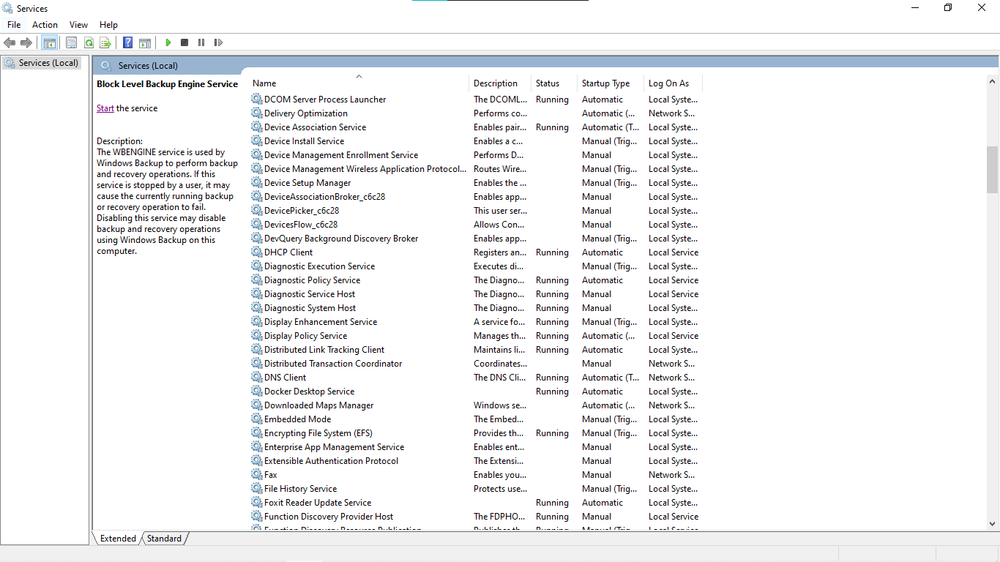 Services
File Action View Help
Services (Local)
Services (Local)
Block Level Backup Engine Service
Start the service
Description:
The WBENGINE service is used by
Windows Backup to perform backup
and recovery operations. If this
service is stopped by a user, it may
cause the currently running backup
or recovery operation to fail.
Disabling this service may disable
backup and recovery operations
using Windows Backup on this
computer.
Name Description Status Startup Type Log On As
DCOM Server Process Launcher The DCOML... Running Automatic Local Syste...
Delivery Optimization Performs co... Automatic (... Network S...
Device Association Service Enables pair... Running Automatic (T... Local Syste...
Device Install Service Enables a c... Manual (Trig... Local Syste...
Device Management Enrollment Service Performs D... Manual Local Syste...
Device Management Wireless Application Protocol... Routes Wire... Manual (Trig... Local Syste...
Device Setup Manager Enables the ... Manual (Trig... Local Syste...
DeviceAssociationBroker_c6c28 Enables app... Manual Local Syste...
DevicePicker_c6c28 This user ser... Manual Local Syste...
DevicesFlow_c6c28 Allows Con... Manual Local Syste...
DevQuery Background Discovery Broker Enables app... Manual (Trig... Local Syste...
DHCP Client Registers an... Running Automatic Local Service
Diagnostic Execution Service Executes di... Manual (Trig... Local Syste...
Diagnostic Policy Service The Diagno... Running Automatic Local Service
Diagnostic Service Host The Diagno... Running Manual Local Service
Diagnostic System Host The Diagno... Running Manual Local Syste...
Display Enhancement Service A service fo... Running Manual (Trig... Local Syste...
Display Policy Service Manages th... Running Automatic (... Local Service
Distributed Link Tracking Client Maintains li... Running Automatic Local Syste...
Distributed Transaction Coordinator Coordinates... Manual Network S...
DNS Client The DNS Cli... Running Automatic (T... Network S...
Docker Desktop Service Running Automatic Local Syste...
Downloaded Maps Manager Windows se... Automatic (... Network S...
Embedded Mode The Embed... Manual (Trig... Local Syste...
Encrypting File System (EFS) Provides th... Running Manual (Trig... Local Syste...
Enterprise App Management Service Enables ent... Manual Local Syste...
Extensible Authentication Protocol The Extensi... Manual Local Syste...
Fax Enables you... Manual Network S...
File History Service Protects use... Manual (Trig... Local Syste...
Foxit Reader Update Service Running Automatic Local Syste...
Function Discovery Provider Host The FDPHO... Running Manual Local Service
Function Discovery Resource Publication Publishes th... Running Manual (Trig... Local Service
Extended Standard